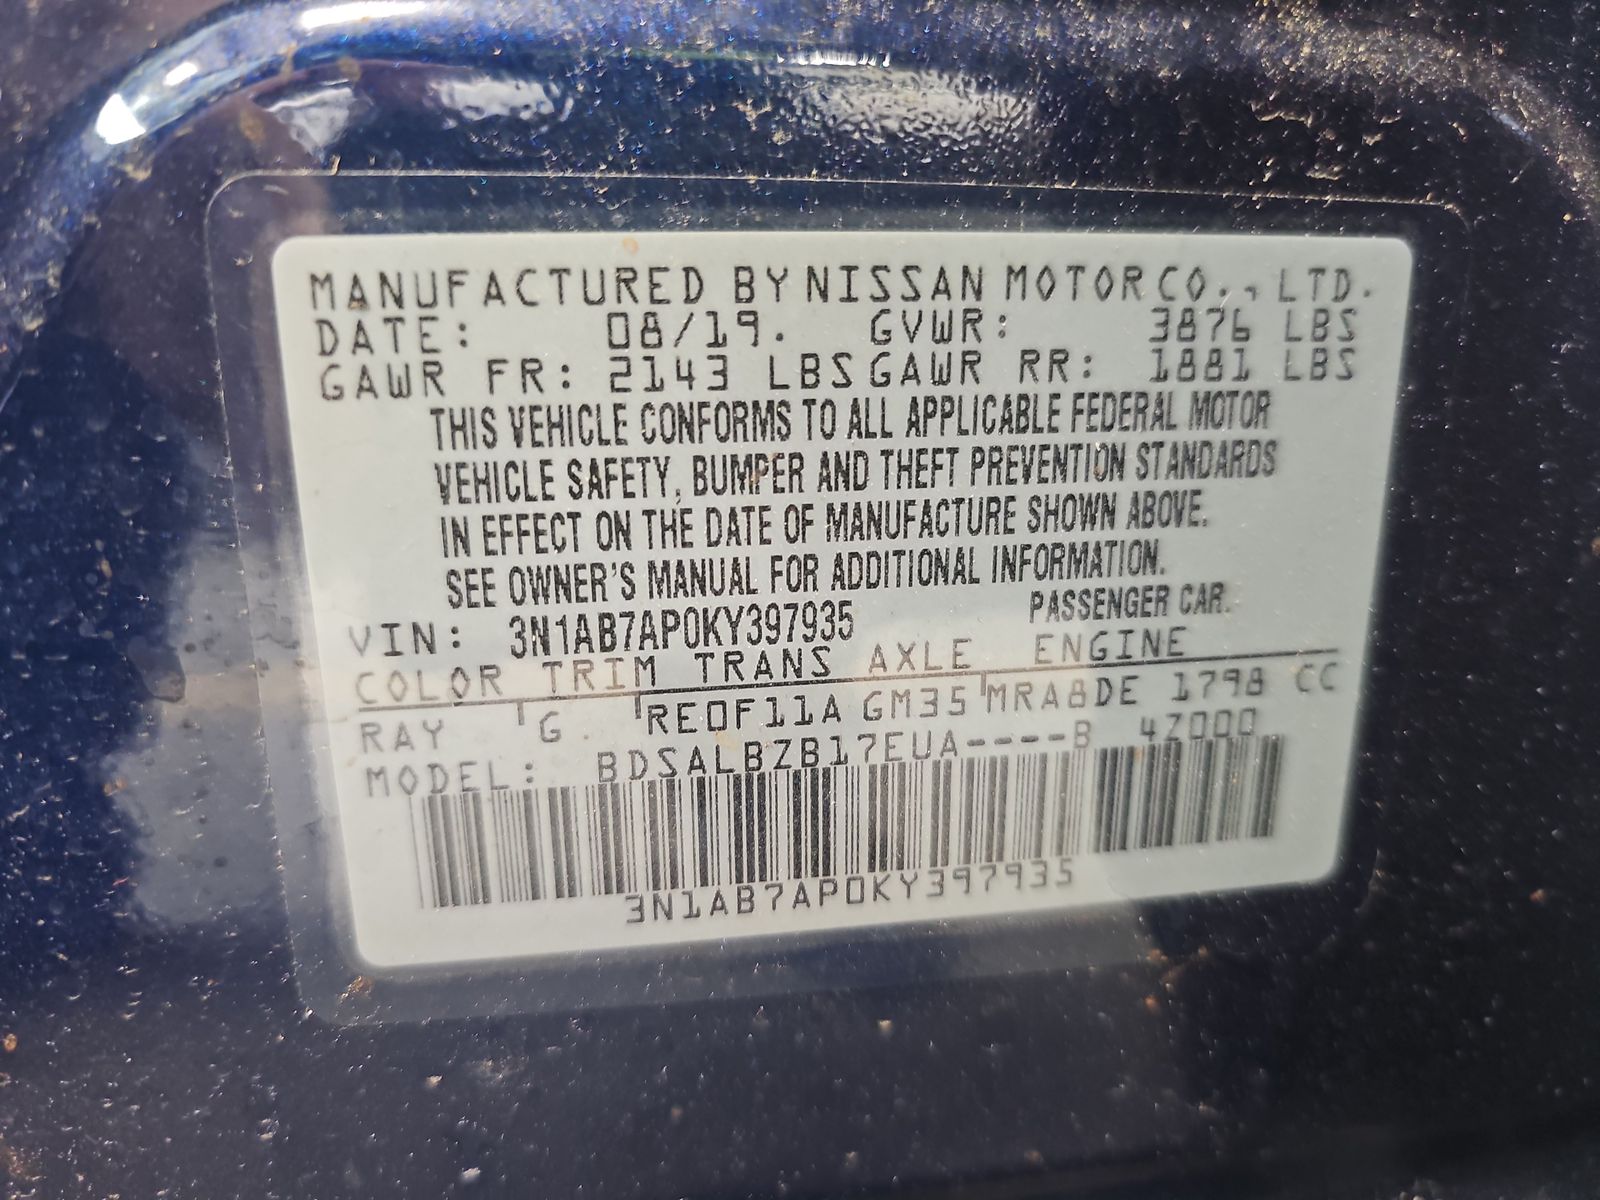 MANUFACTURED BY NISSAN MOTOR CO., LTD.
DATE: 08/19. GVWR: 3876 LBS
GAWR FR: 2143 LBS GAWR RR: 1881 LBS
THIS VEHICLE CONFORMS TO ALL APPLICABLE FEDERAL MOTOR
VEHICLE SAFETY, BUMPER AND THEFT PREVENTION STANDARDS
IN EFFECT ON THE DATE OF MANUFACTURE SHOWN ABOVE.
SEE OWNER'S MANUAL FOR ADDITIONAL INFORMATION.
VIN: 3N1AB7AP0KY397935 PASSENGER CAR.
COLOR TRIM TRANS AXLE ENGINE
RAY G RE0F11A GM35 MRA8DE 1798 CC
MODEL: BDSALBZB17EUA----B 4Z000
3N1AB7AP0KY397935